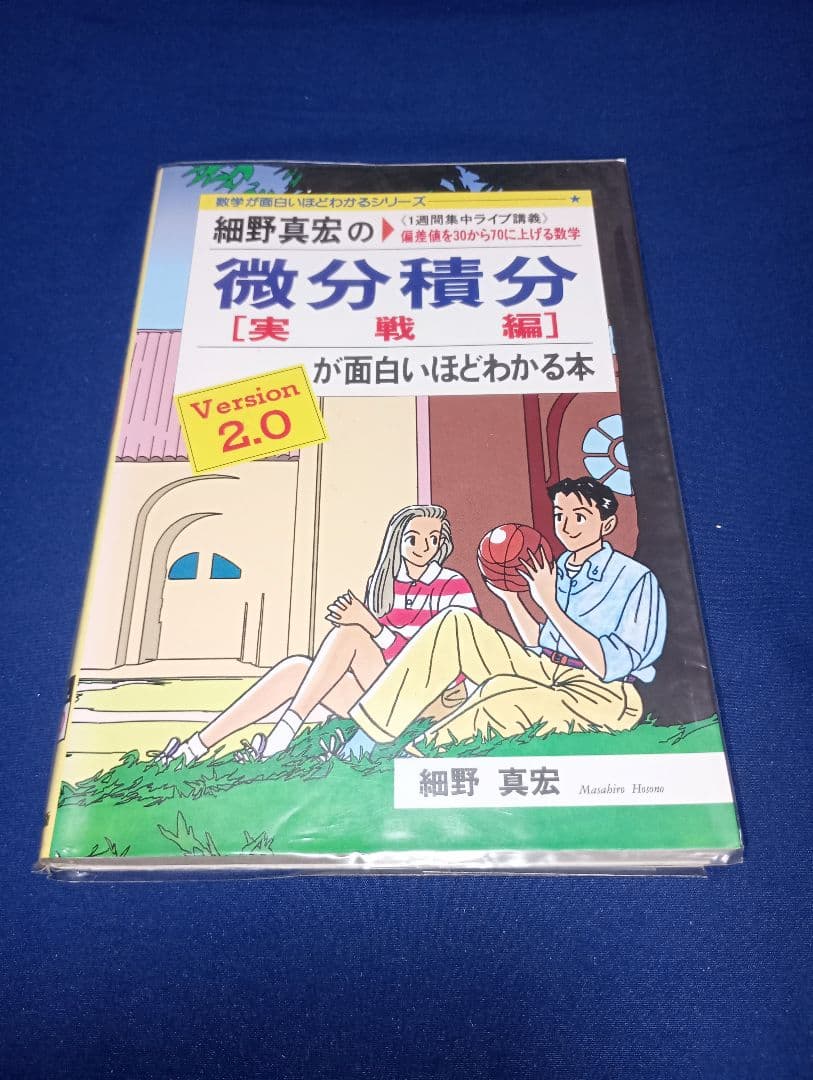 数学が面白いほどわかるシリーズ
細野真宏の
《1週間集中ライブ講義》
偏差値を30から70に上げる数学
微分積分
[実戦編]
が面白いほどわかる本
Version
2.0
細野 真宏 Masahiro Hosono